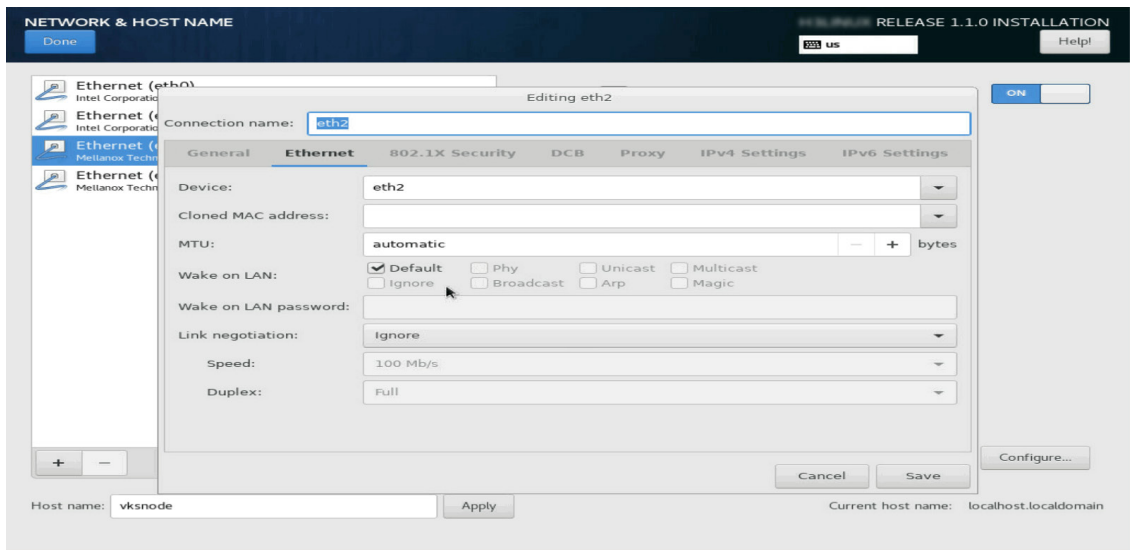 NETWORK & HOST NAME
RELEASE 1.1.0 INSTALLATION
Done
us
Help!
Ethernet (eth0)
Intel Corporatio
Ethernet (
Intel Corporatio
Ethernet (
Mellanox Techn
Ethernet (
Mellanox Techn
ON
Editing eth2
Connection name: eth2
General Ethernet 802.1X Security DCB Proxy IPv4 Settings IPv6 Settings
Device: eth2
Cloned MAC address:
MTU: automatic − + bytes
Wake on LAN: Default Phy Unicast Multicast
Ignore Broadcast Arp Magic
Wake on LAN password:
Link negotiation: Ignore
Speed: 100 Mb/s
Duplex: Full
+ −
Configure...
Cancel Save
Host name: vksnode Apply Current host name: localhost.localdomain